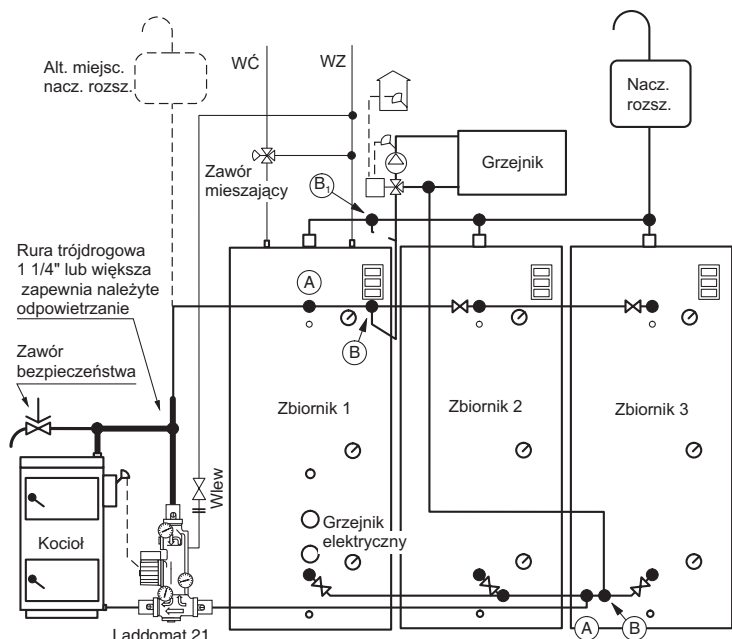 Alt. miejsc.
nacz. rozsz.
WĆ
WZ
Nacz.
rozsz.
Zawór
mieszający
Grzejnik
B₁
Rura trójdrogowa
1 1/4" lub większa
zapewnia należyte
odpowietrzanie
A
B
Zawór
bezpieczeństwa
Zbiornik 1
Zbiornik 2
Zbiornik 3
Wlew
Kocioł
Grzejnik
elektryczny
Laddomat 21
A
B